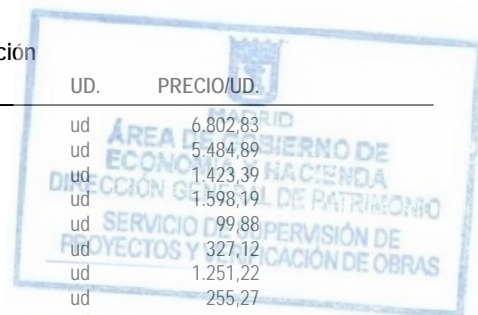 ción
UD. PRECIO/UD.
MADRID
ud 6.802,83
ÁREA DE GOBIERNO DE
ud 5.484,89
ECONOMÍA Y HACIENDA
ud 1.423,39
DIRECCIÓN GENERAL DE PATRIMONIO
ud 1.598,19
SERVICIO DE SUPERVISIÓN DE
ud 99,88
PROYECTOS Y VERIFICACIÓN DE OBRAS
ud 327,12
ud 1.251,22
ud 255,27